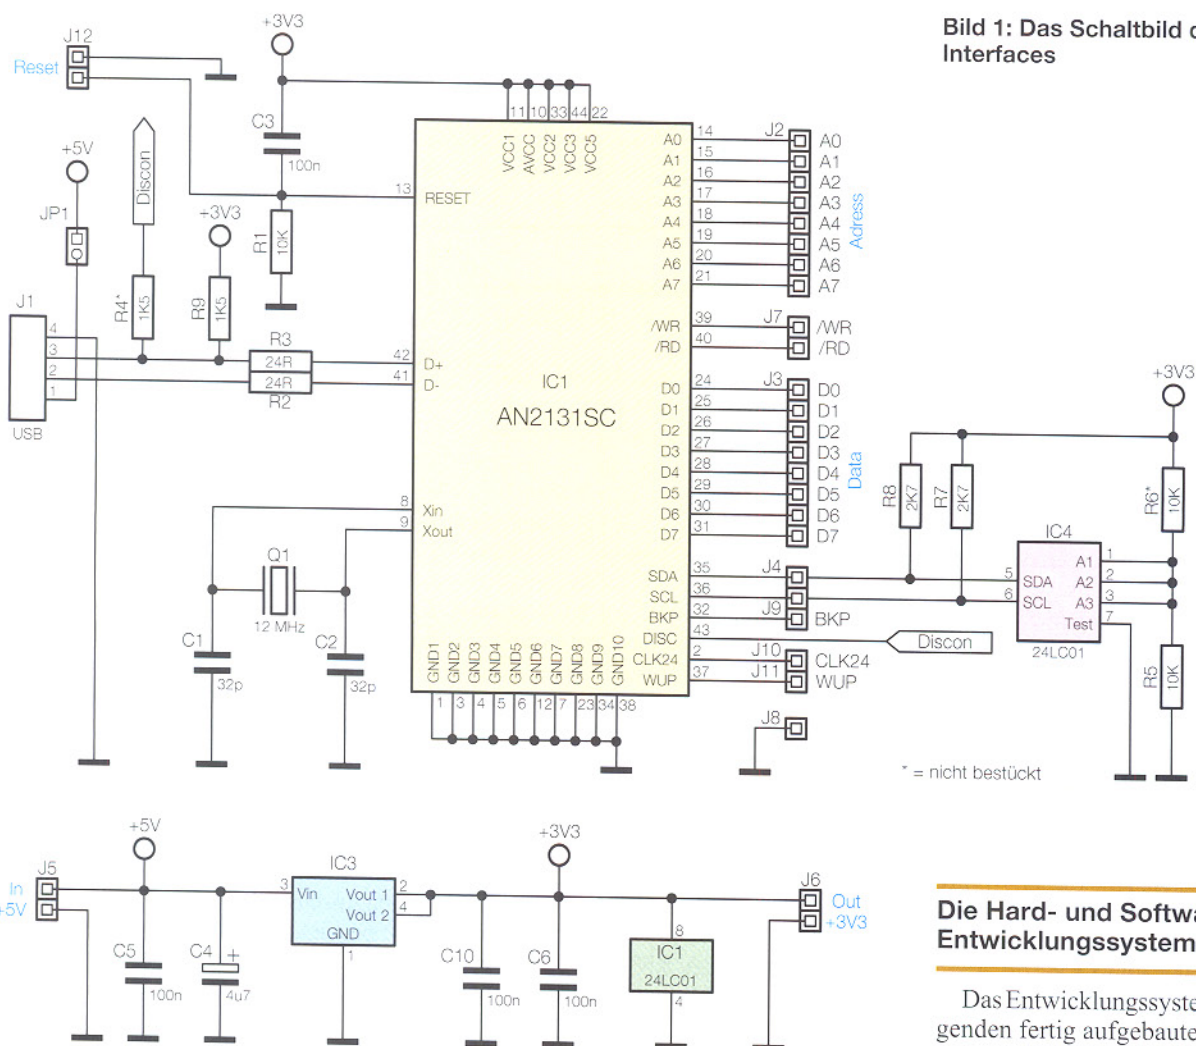 Bild 1: Das Schaltbild d
Interfaces
J12
Reset
+3V3
C3
100n
+5V
JP1
Discon
+3V3
R4*
1K5
R9
1K5
R1
10K
J1
4
3
2
1
USB
R3
24R
24R
R2
11 10 33 44 22
VCC1
AVCC
VCC2
VCC3
VCC5
13 RESET
42 D+
41 D-
8 Xin
9 Xout
IC1
AN2131SC
Q1
12 MHz
C1
32p
C2
32p
A0 14 J2 A0
A1 15 A1
A2 16 A2
A3 17 A3
A4 18 A4
A5 19 A5
A6 20 A6
A7 21 A7
Adress
/WR 39 J7 /WR
/RD 40 /RD
D0 24 J3 D0
D1 25 D1
D2 26 D2
D3 27 D3
D4 28 D4
D5 29 D5
D6 30 D6
D7 31 D7
Data
SDA 35 J4
SCL 36
BKP 32 J9 BKP
DISC 43 Discon
CLK24 2 J10 CLK24
WUP 37 J11 WUP
J8
GND1
GND2
GND3
GND4
GND5
GND6
GND7
GND8
GND9
GND10
1 3 4 5 6 12 7 23 34 38
+3V3
R8
2K7
R7
2K7
R6*
10K
IC4
5 SDA A1 1
6 SCL A2 2
A3 3
Test 7
24LC01
R5
10K
* = nicht bestückt
+5V
J5
In
+5V
C5
100n
C4
+
4u7
IC3
3 Vin Vout 1 2
Vout 2 4
GND
1
+3V3
C10
100n
C6
100n
8
IC1
24LC01
4
J6
Out
+3V3
Die Hard- und Softwa
Entwicklungssystem
Das Entwicklungssyste
genden fertig aufgebaute